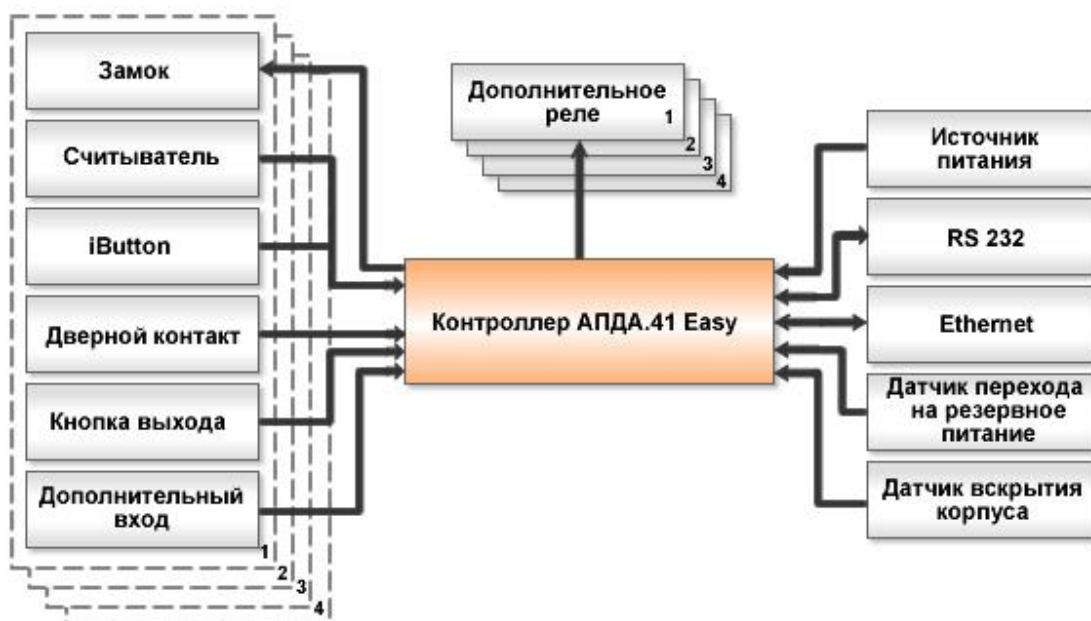 Замок
Считыватель
iButton
Дверной контакт
Кнопка выхода
Дополнительный
вход
1
2
3
4
Дополнительное
реле
1
2
3
4
Контроллер АПДА.41 Easy
Источник
питания
RS 232
Ethernet
Датчик перехода
на резервное
питание
Датчик вскрытия
корпуса